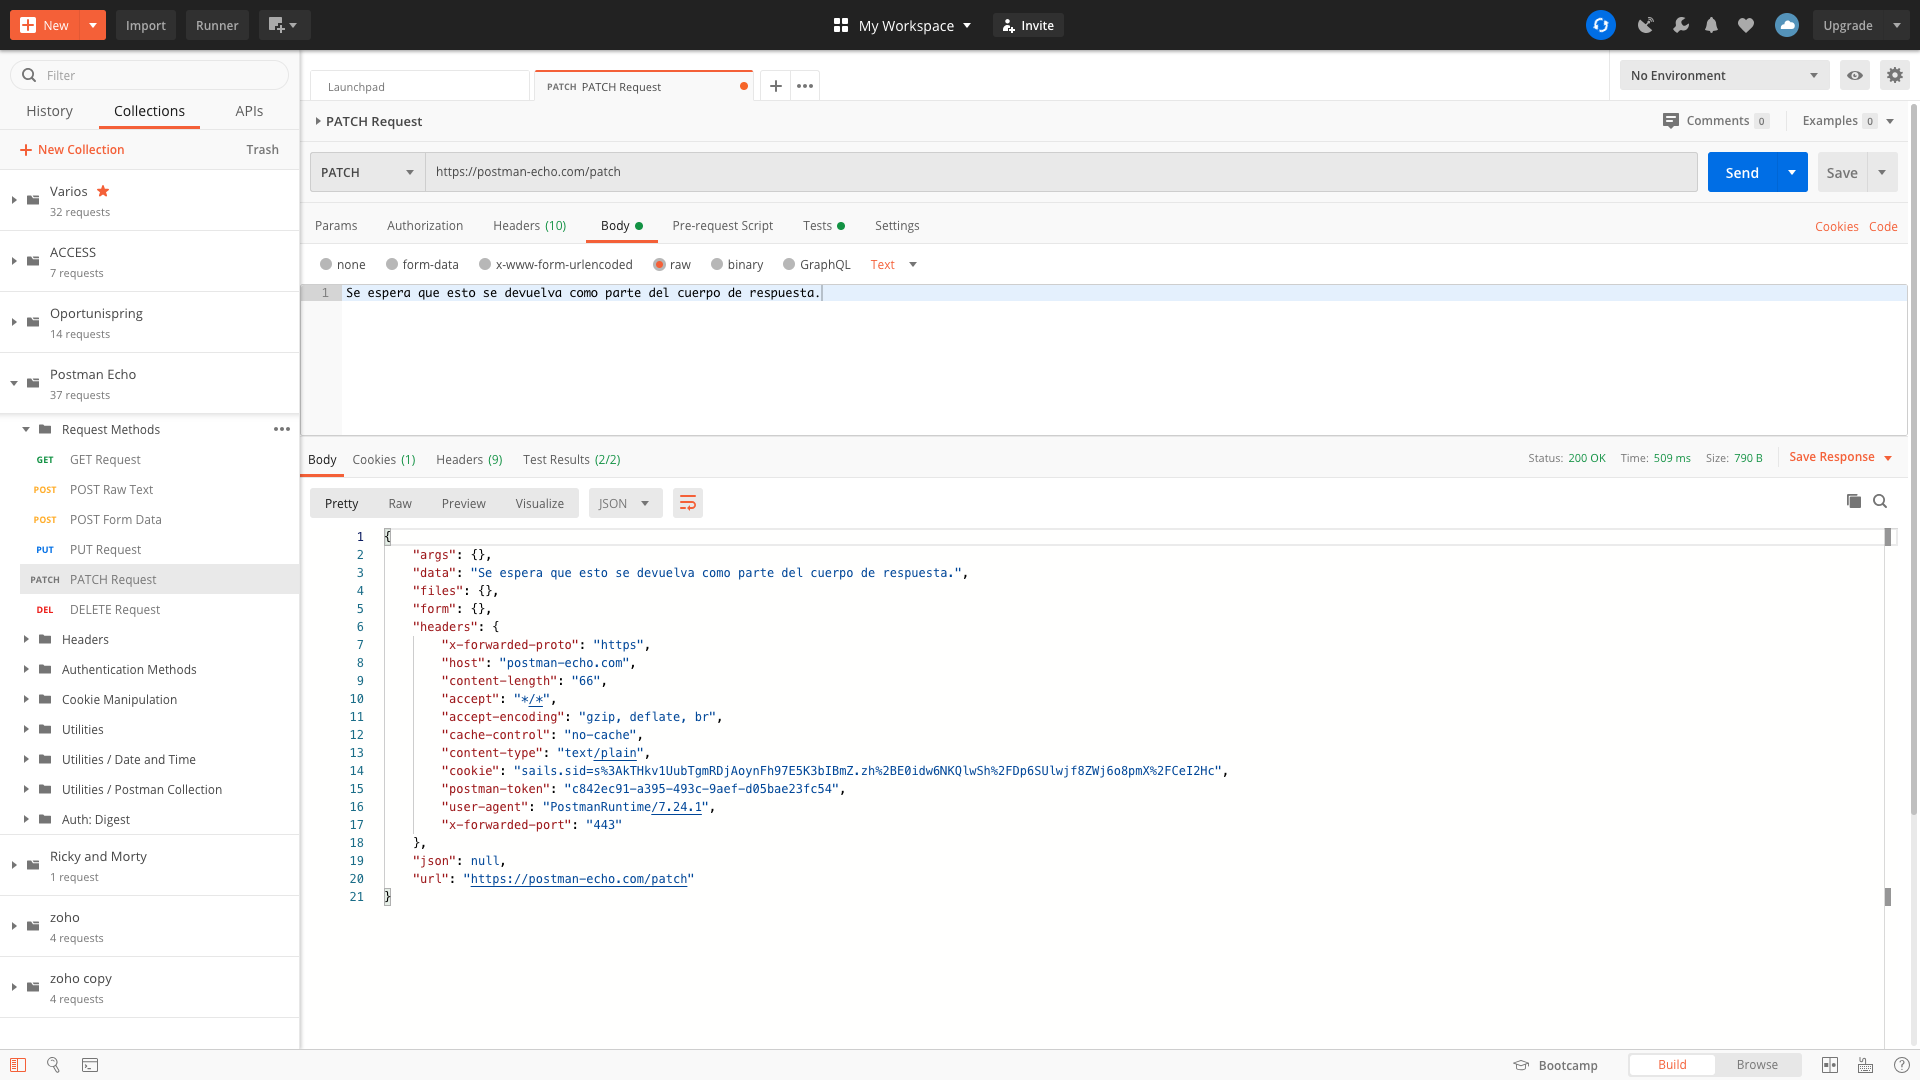 New
Import
Runner
My Workspace
Invite
Upgrade
Filter
History
Collections
APIs
New Collection
Trash
Varios
32 requests
ACCESS
7 requests
Oportunispring
14 requests
Postman Echo
37 requests
Request Methods
GET GET Request
POST POST Raw Text
POST POST Form Data
PUT PUT Request
PATCH PATCH Request
DEL DELETE Request
Headers
Authentication Methods
Cookie Manipulation
Utilities
Utilities / Date and Time
Utilities / Postman Collection
Auth: Digest
Ricky and Morty
1 request
zoho
4 requests
zoho copy
4 requests
Launchpad
PATCH PATCH Request
No Environment
PATCH Request
Comments 0
Examples 0
PATCH
https://postman-echo.com/patch
Send
Save
Params
Authorization
Headers (10)
Body
Pre-request Script
Tests
Settings
Cookies
Code
none
form-data
x-www-form-urlencoded
raw
binary
GraphQL
Text
1 Se espera que esto se devuelva como parte del cuerpo de respuesta.
Body
Cookies (1)
Headers (9)
Test Results (2/2)
Status: 200 OK
Time: 509 ms
Size: 790 B
Save Response
Pretty
Raw
Preview
Visualize
JSON
1 {
2 "args": {},
3 "data": "Se espera que esto se devuelva como parte del cuerpo de respuesta.",
4 "files": {},
5 "form": {},
6 "headers": {
7 "x-forwarded-proto": "https",
8 "host": "postman-echo.com",
9 "content-length": "66",
10 "accept": "*/*",
11 "accept-encoding": "gzip, deflate, br",
12 "cache-control": "no-cache",
13 "content-type": "text/plain",
14 "cookie": "sails.sid=s%3AkTHkv1UubTgmRDjAoynFh97E5K3bIBmZ.zh%2BE0idw6NKQlwSh%2FDp6SUlwjf8ZWj6o8pmX%2FCeI2Hc",
15 "postman-token": "c842ec91-a395-493c-9aef-d05bae23fc54",
16 "user-agent": "PostmanRuntime/7.24.1",
17 "x-forwarded-port": "443"
18 },
19 "json": null,
20 "url": "https://postman-echo.com/patch"
21 }
Bootcamp
Build
Browse